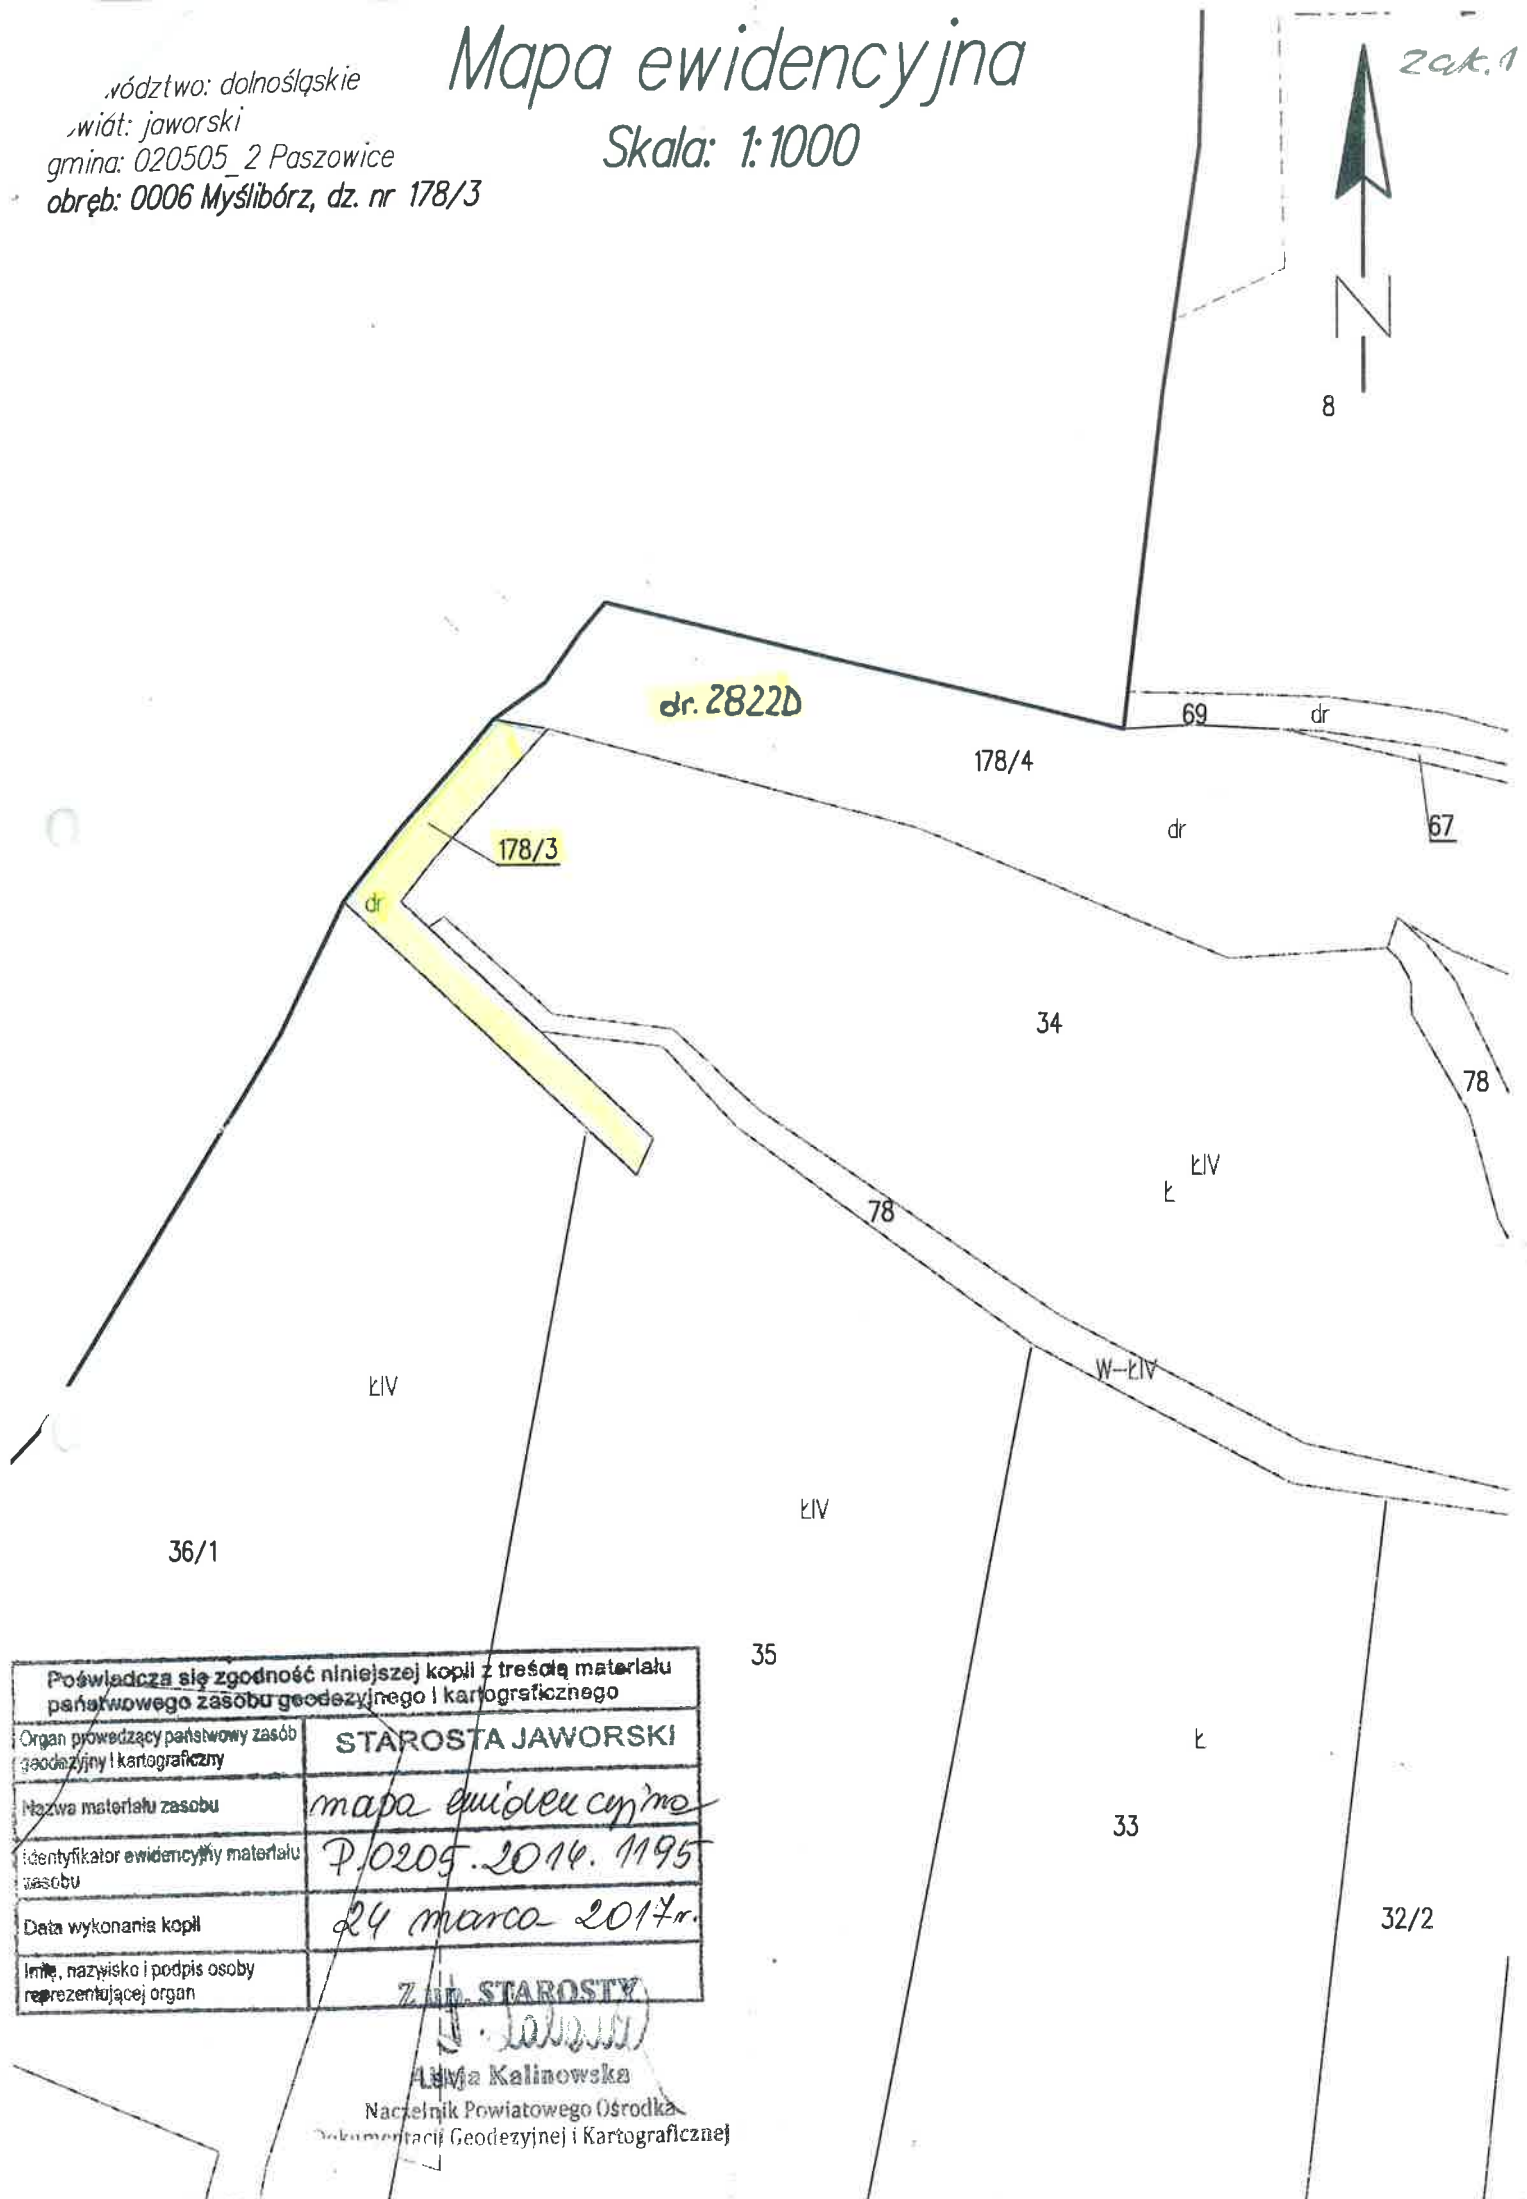 Mapa ewidencyjna
Skala: 1:1000
zak.1
wództwo: dolnośląskie
wiat: jaworski
gmina: 020505_2 Paszowice
obręb: 0006 Myślibórz, dz. nr 178/3
N
8
dr. 2822D
69
dr
178/4
67
dr
178/3
dr
34
78
ŁIV
Ł
78
W-ŁIV
ŁIV
ŁIV
36/1
35
Ł
33
32/2
Poświadcza się zgodność niniejszej kopii z treścią materiału
państwowego zasobu geodezyjnego i kartograficznego
Organ prowadzący państwowy zasób
geodezyjny i kartograficzny
STAROSTA JAWORSKI
Nazwa materiału zasobu
mapa ewidencyjna
Identyfikator ewidencyjny materiału
zasobu
P.0205.2014.1195
Data wykonania kopii
24 marca 2017r.
Imię, nazwisko i podpis osoby
reprezentującej organ
Z up. STAROSTY
Kalinowska
Naczelnik Powiatowego Ośrodka
Dokumentacji Geodezyjnej i Kartograficznej